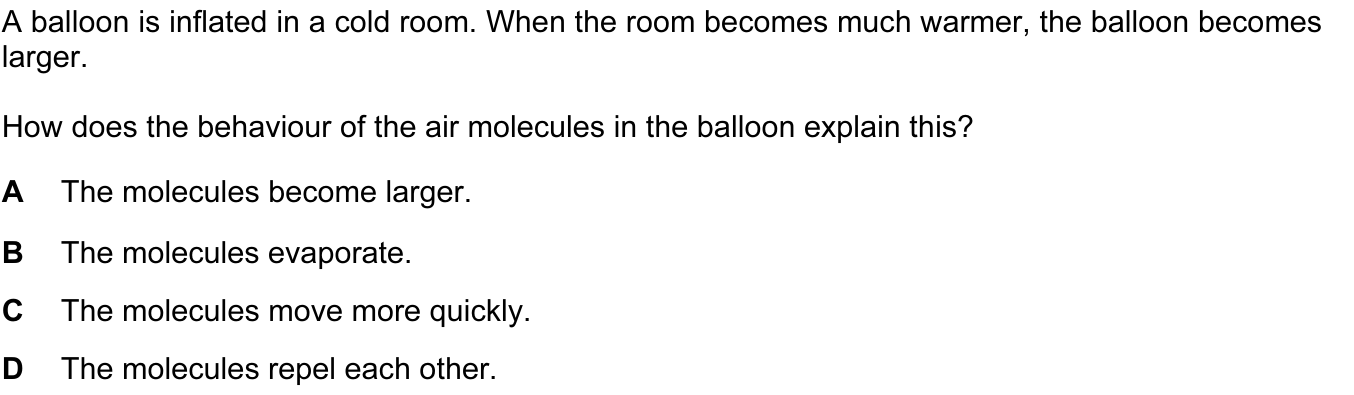 A balloon is inflated in a cold room. When the room becomes much warmer, the balloon becomes
larger.
How does the behaviour of the air molecules in the balloon explain this?
A The molecules become larger.
B The molecules evaporate.
C The molecules move more quickly.
D The molecules repel each other.